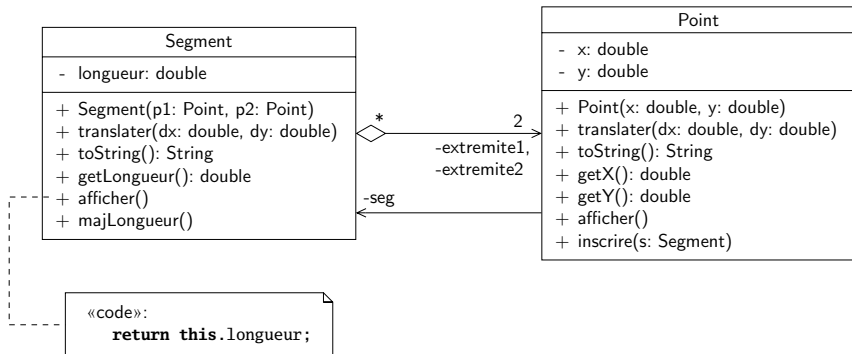 Segment
- longueur: double
+ Segment(p1: Point, p2: Point)
+ translater(dx: double, dy: double)
+ toString(): String
+ getLongueur(): double
+ afficher()
+ majLongueur()
* 2
-extremite1,
-extremite2
-seg
Point
- x: double
- y: double
+ Point(x: double, y: double)
+ translater(dx: double, dy: double)
+ toString(): String
+ getX(): double
+ getY(): double
+ afficher()
+ inscrire(s: Segment)
«code»:
return this.longueur;